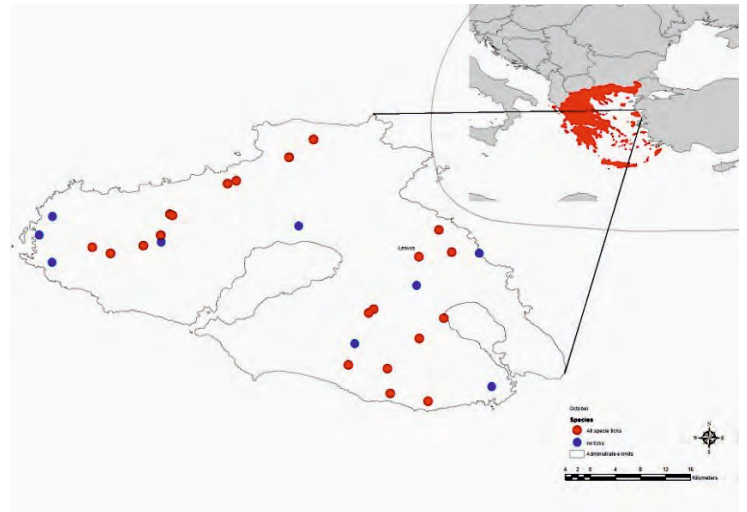 Lesvos
October
Species
All specie ticks
No ticks
Administrative limits
N
W E
S
4 2 0 4 8 12 16
Kilometers